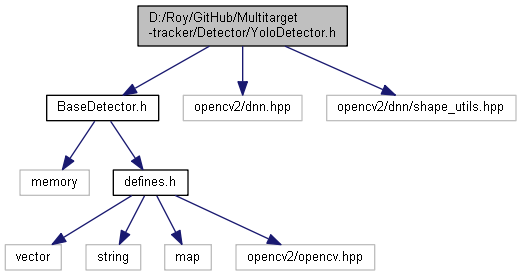 D:/Roy/GitHub/Multitarget
-tracker/Detector/YoloDetector.h
BaseDetector.h
opencv2/dnn.hpp
opencv2/dnn/shape_utils.hpp
memory
defines.h
vector
string
map
opencv2/opencv.hpp